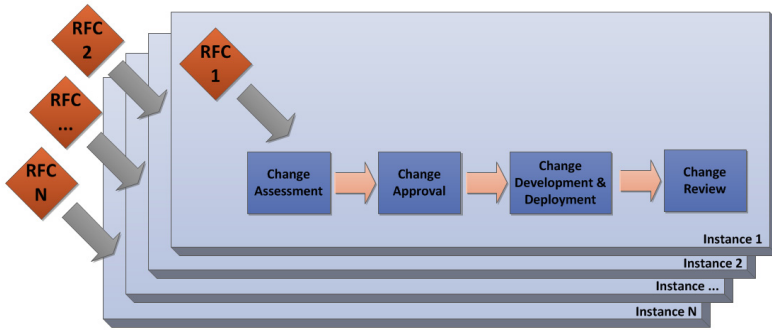 RFC
1
RFC
2
RFC
...
RFC
N
Change
Assessment
Change
Approval
Change
Development &
Deployment
Change
Review
Instance 1
Instance 2
Instance ...
Instance N